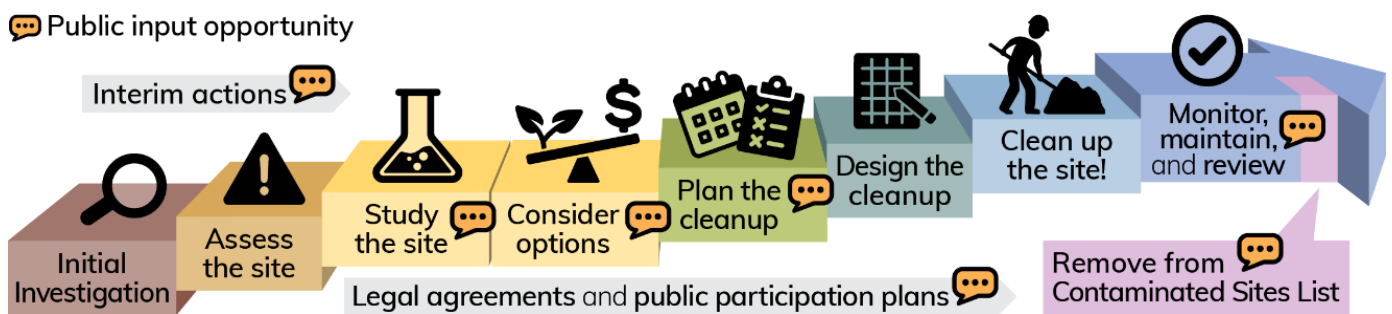 Public input opportunity
Interim actions
Initial
Investigation
Assess
the site
Study
the site
Consider
options
Plan the
cleanup
Design the
cleanup
Clean up
the site!
Monitor,
maintain,
and review
Legal agreements and public participation plans
Remove from
Contaminated Sites List